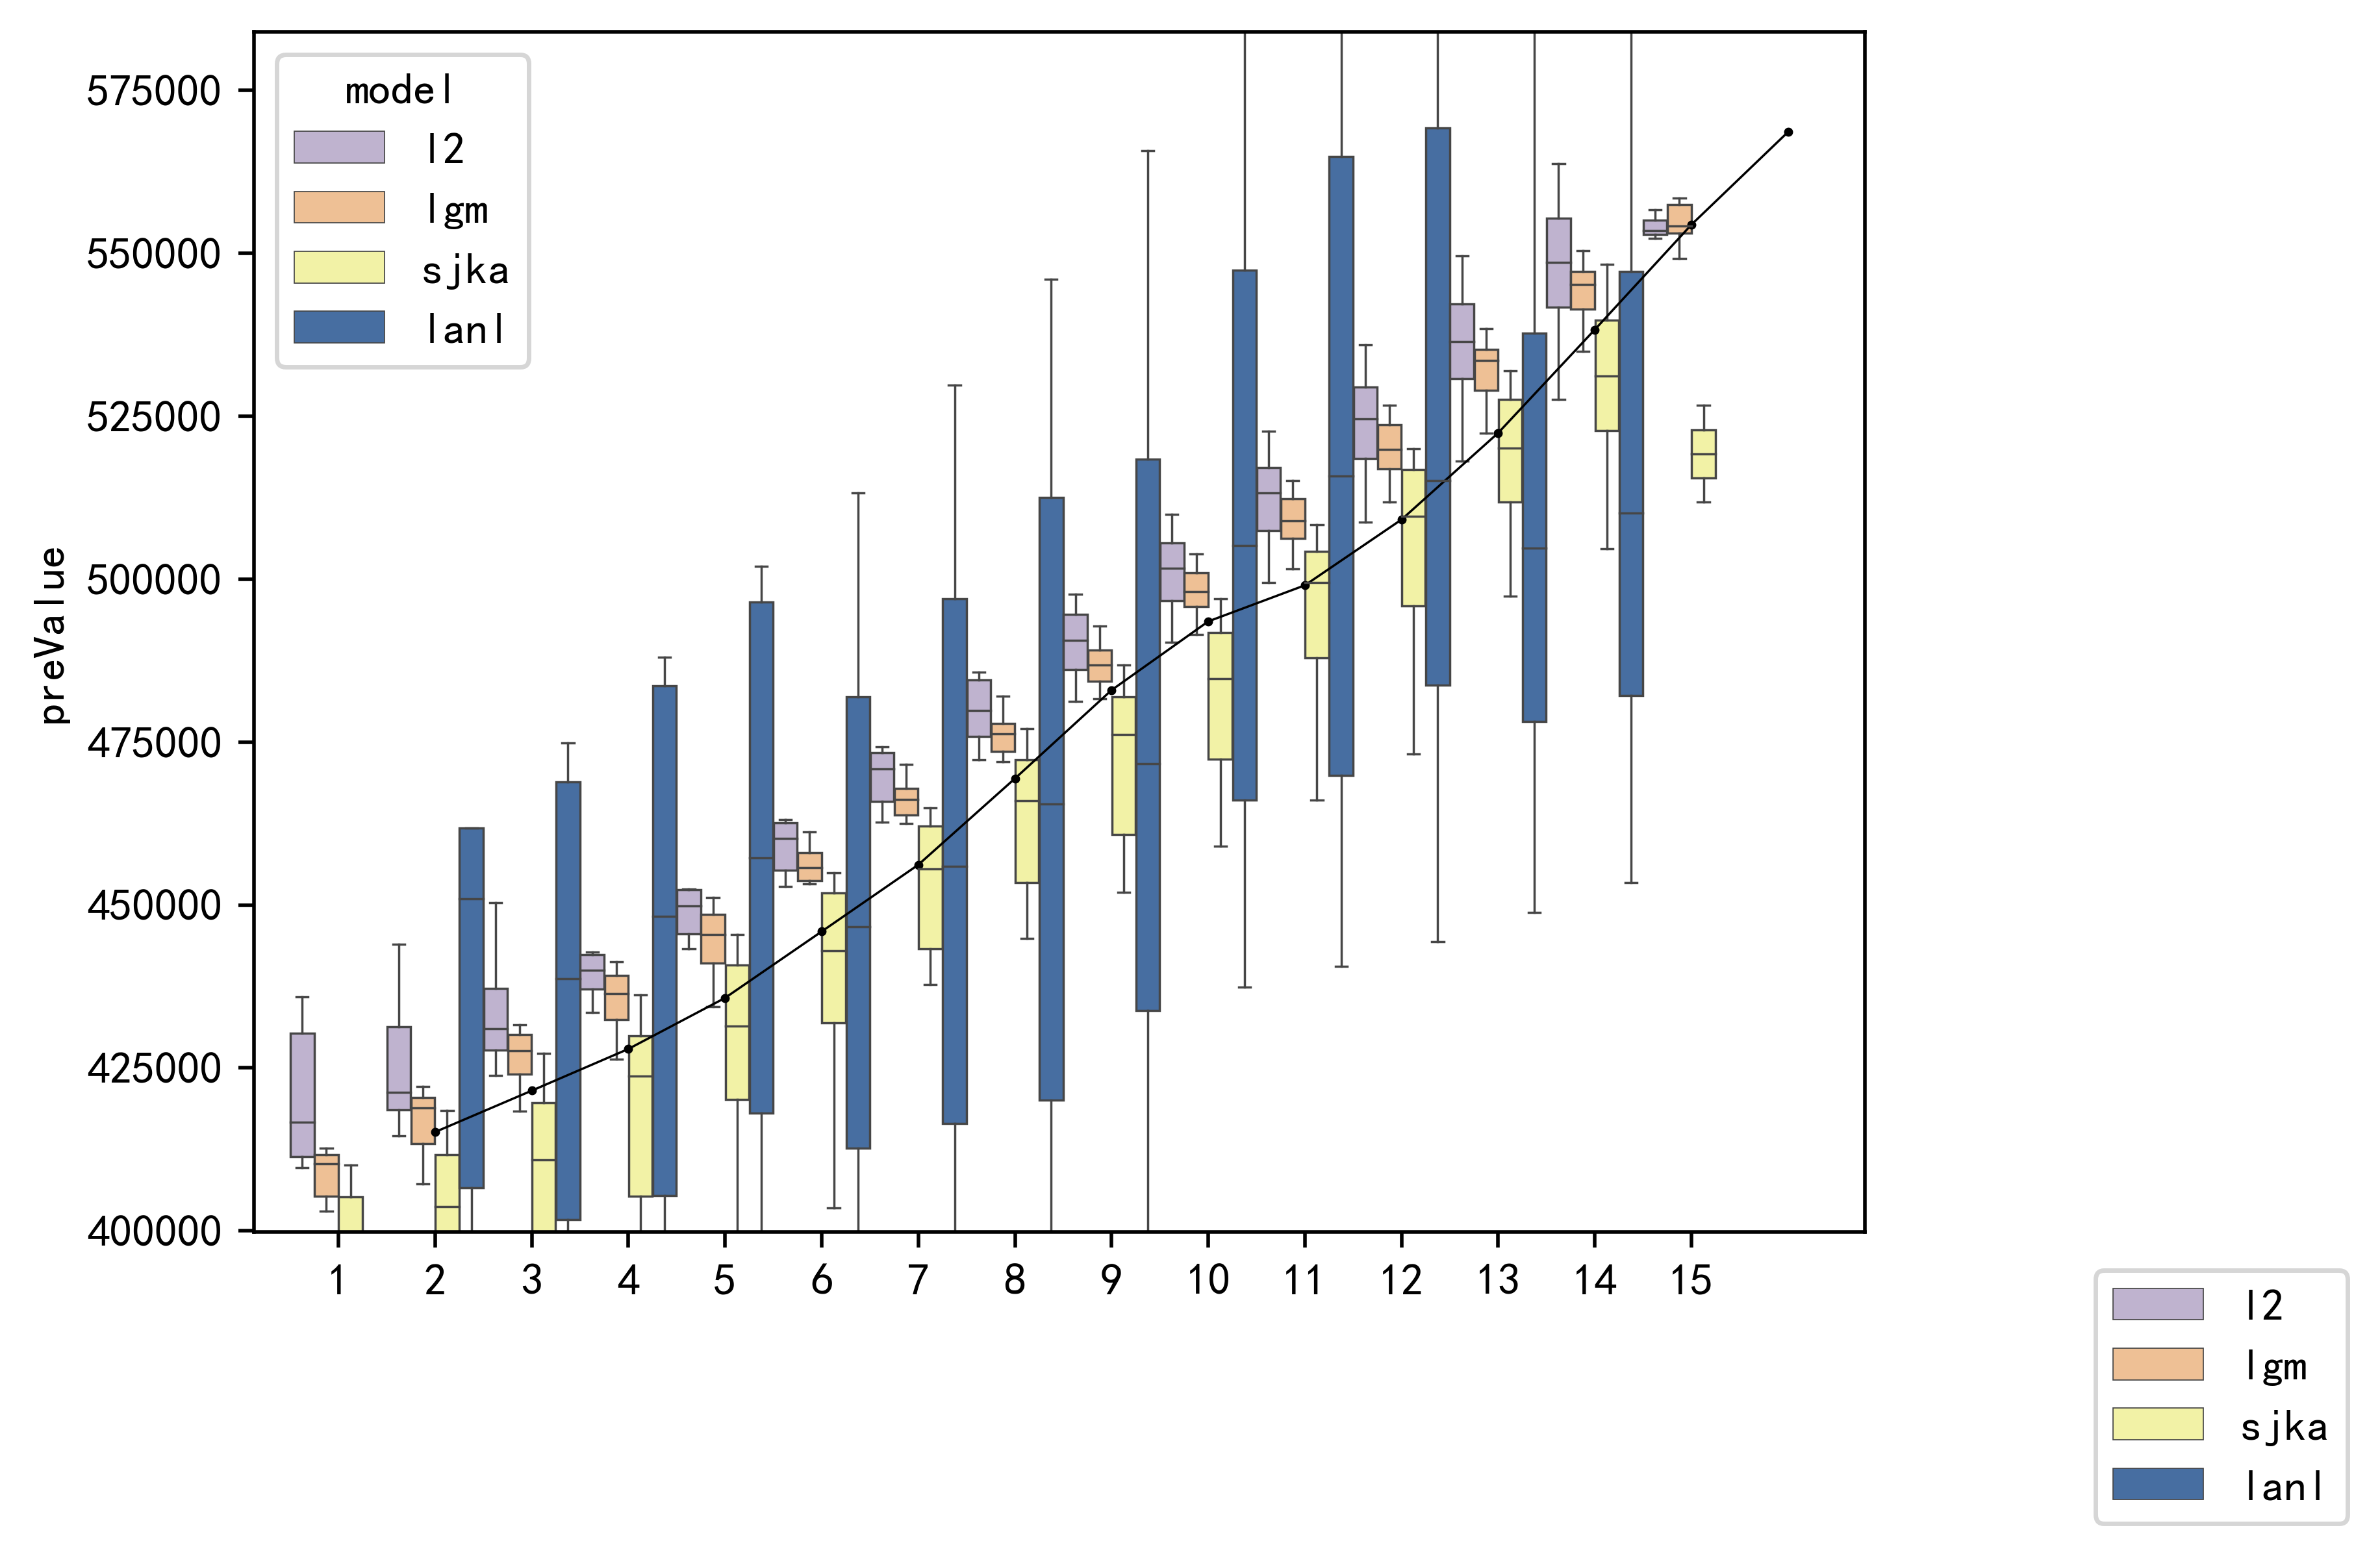 model
l2
lgm
sjka
lanl
preValue
575000
550000
525000
500000
475000
450000
425000
400000
1 2 3 4 5 6 7 8 9 10 11 12 13 14 15
l2
lgm
sjka
lanl